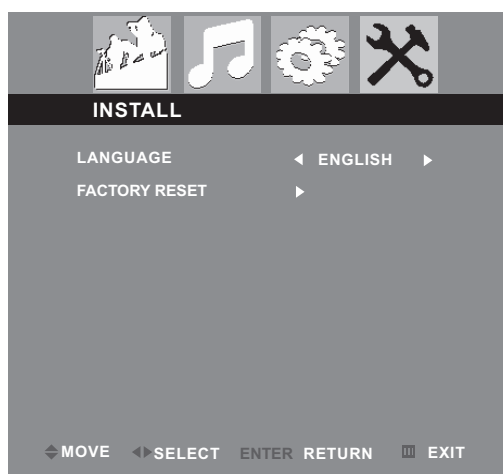 INSTALL
LANGUAGE ENGLISH
FACTORY RESET
MOVE SELECT ENTER RETURN EXIT